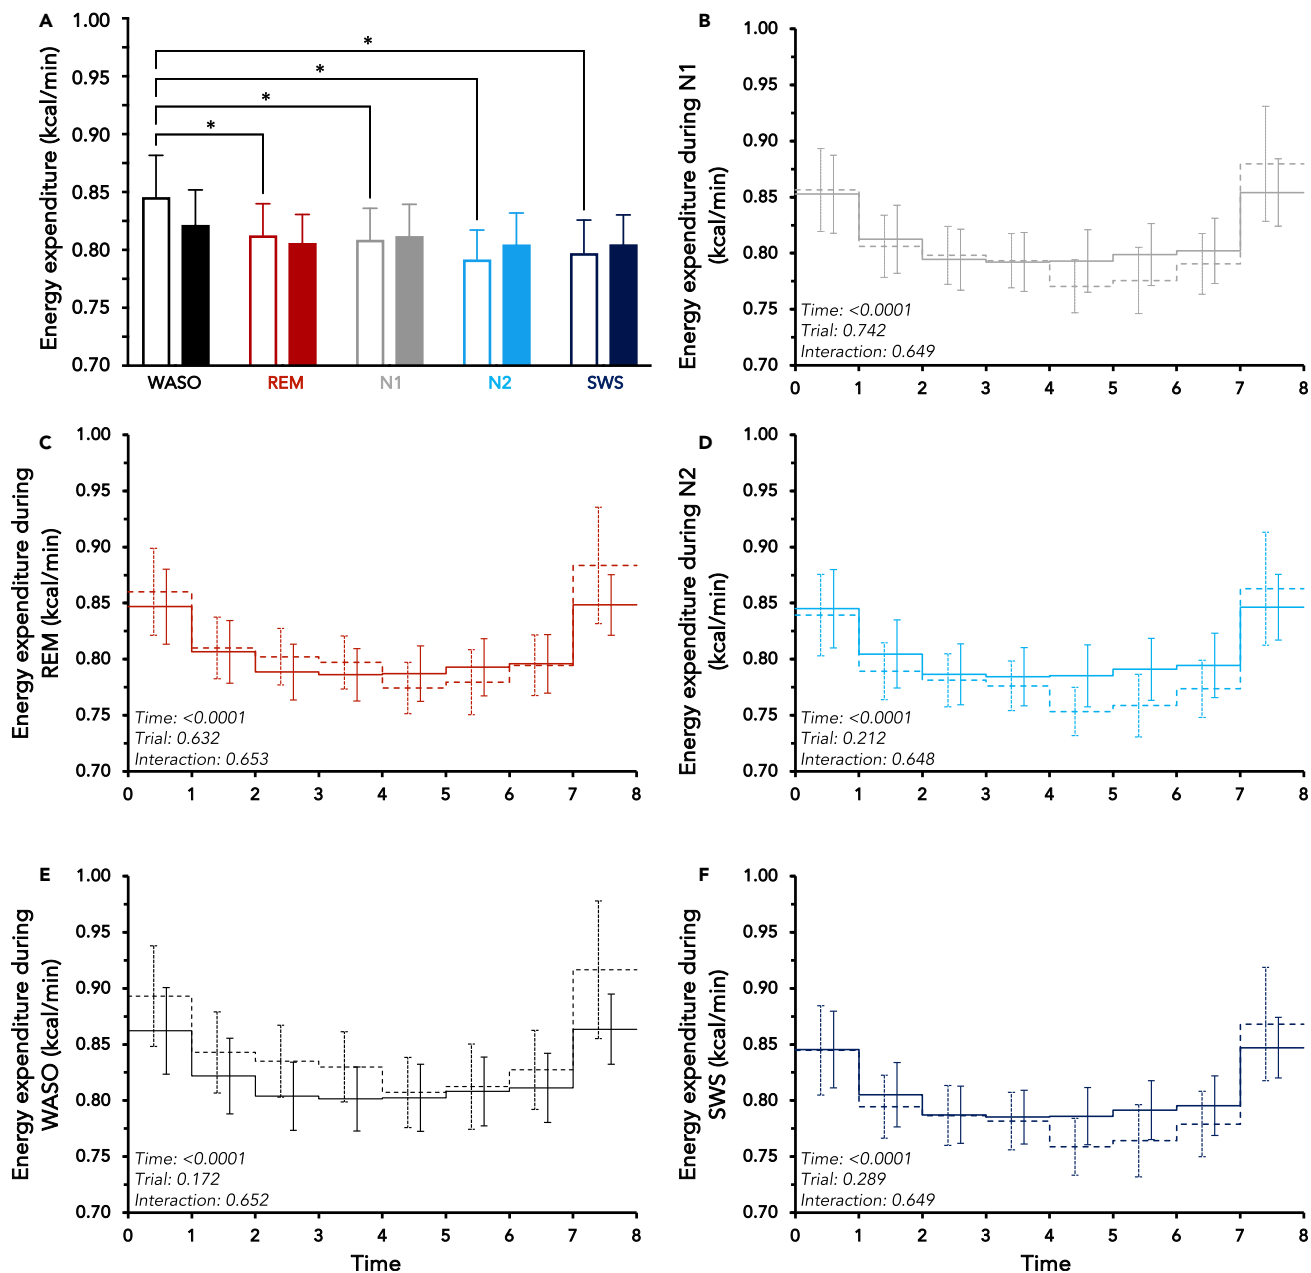 A
Energy expenditure (kcal/min)
1.00
0.95
0.90
0.85
0.80
0.75
0.70
*
*
*
*
WASO REM N1 N2 SWS
B
Energy expenditure during N1
(kcal/min)
1.00
0.95
0.90
0.85
0.80
0.75
0.70
Time: <0.0001
Trial: 0.742
Interaction: 0.649
0 1 2 3 4 5 6 7 8
C
Energy expenditure during
REM (kcal/min)
1.00
0.95
0.90
0.85
0.80
0.75
0.70
Time: <0.0001
Trial: 0.632
Interaction: 0.653
0 1 2 3 4 5 6 7 8
D
Energy expenditure during N2
(kcal/min)
1.00
0.95
0.90
0.85
0.80
0.75
0.70
Time: <0.0001
Trial: 0.212
Interaction: 0.648
0 1 2 3 4 5 6 7 8
E
Energy expenditure during
WASO (kcal/min)
1.00
0.95
0.90
0.85
0.80
0.75
0.70
Time: <0.0001
Trial: 0.172
Interaction: 0.652
0 1 2 3 4 5 6 7 8
Time
F
Energy expenditure during
SWS (kcal/min)
1.00
0.95
0.90
0.85
0.80
0.75
0.70
Time: <0.0001
Trial: 0.289
Interaction: 0.649
0 1 2 3 4 5 6 7 8
Time